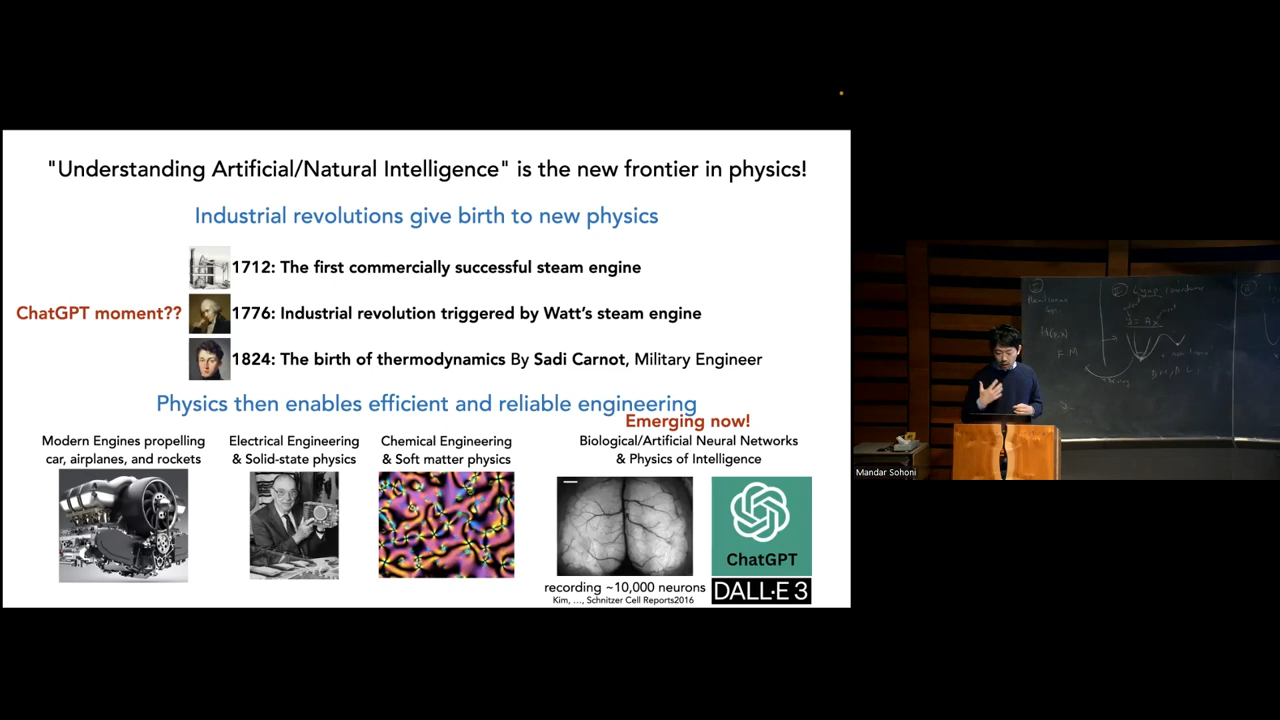 "Understanding Artificial/Natural Intelligence" is the new frontier in physics!
Industrial revolutions give birth to new physics
1712: The first commercially successful steam engine
ChatGPT moment??
1776: Industrial revolution triggered by Watt's steam engine
1824: The birth of thermodynamics By Sadi Carnot, Military Engineer
Physics then enables efficient and reliable engineering
Emerging now!
Modern Engines propelling
car, airplanes, and rockets
Electrical Engineering
& Solid-state physics
Chemical Engineering
& Soft matter physics
Biological/Artificial Neural Networks
& Physics of Intelligence
ChatGPT
DALL·E 3
recording ~10,000 neurons
Kim, ..., Schnitzer Cell Reports2016
Mandar Sohoni